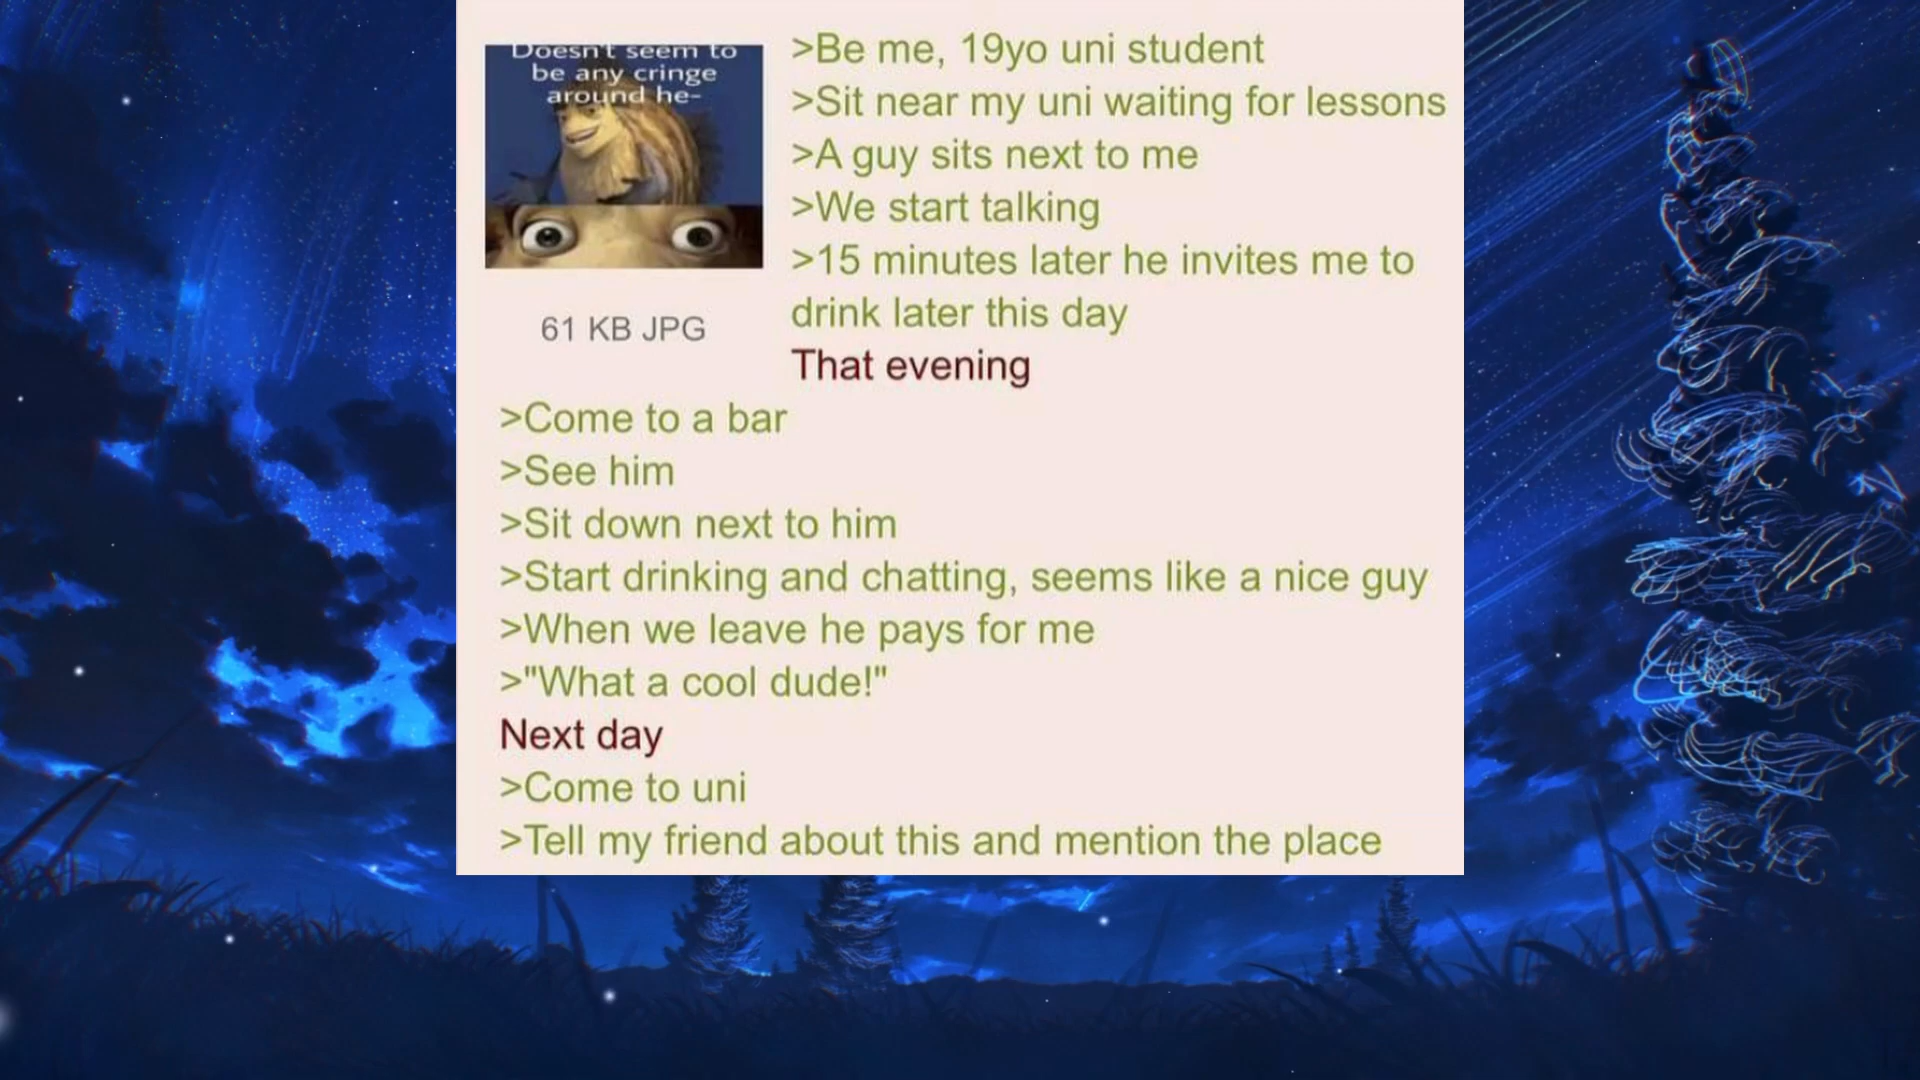 Doesn't seem to
be any cringe
around he-
61 KB JPG
>Be me, 19yo uni student
>Sit near my uni waiting for lessons
>A guy sits next to me
>We start talking
>15 minutes later he invites me to
drink later this day
That evening
>Come to a bar
>See him
>Sit down next to him
>Start drinking and chatting, seems like a nice guy
>When we leave he pays for me
>"What a cool dude!"
Next day
>Come to uni
>Tell my friend about this and mention the place